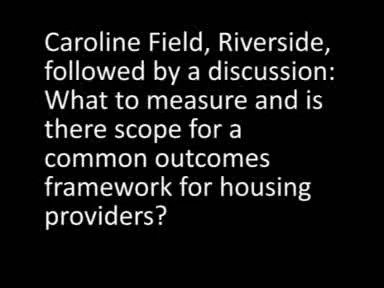 Caroline Field, Riverside,
followed by a discussion:
What to measure and is
there scope for a
common outcomes
framework for housing
providers?